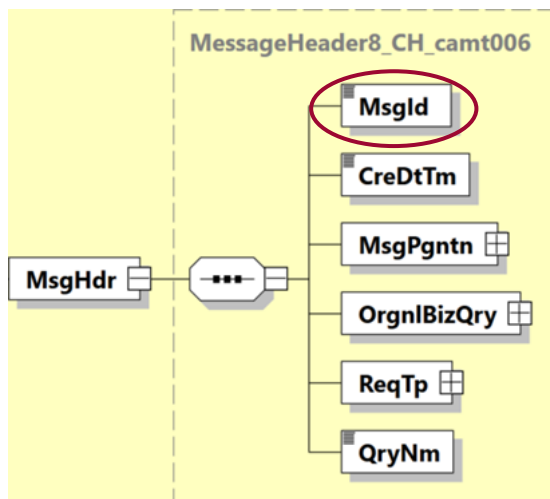 MessageHeader8_CH_camt006
MsgId
CreDtTm
MsgPgntn
MsgHdr
OrgnlBizQry
ReqTp
QryNm